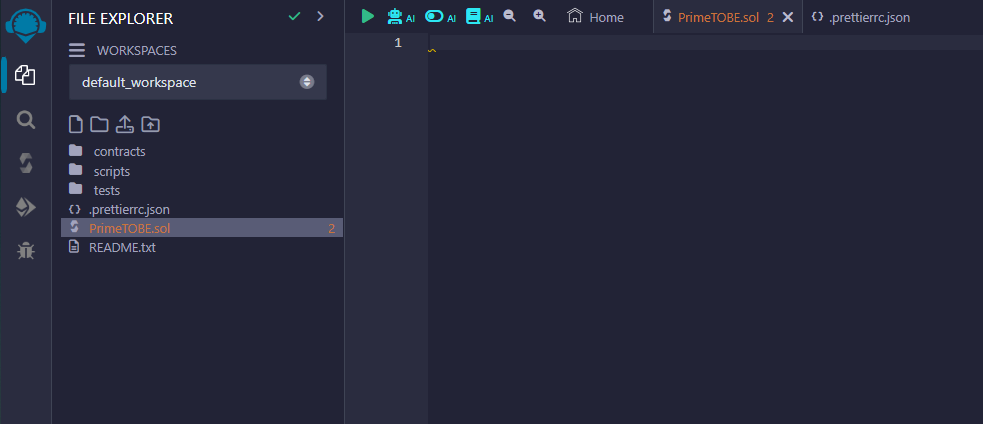 FILE EXPLORER
WORKSPACES
default_workspace
contracts
scripts
tests
.prettierrc.json
PrimeTOBE.sol 2
README.txt
AI AI AI Home PrimeTOBE.sol 2 .prettierrc.json
1